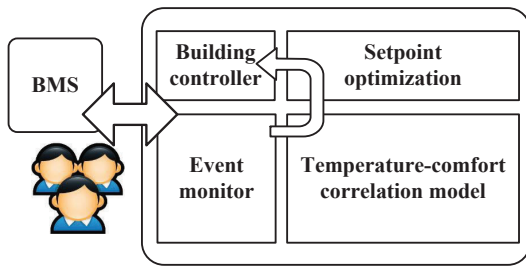 BMS
Building
controller
Setpoint
optimization
Event
monitor
Temperature-comfort
correlation model